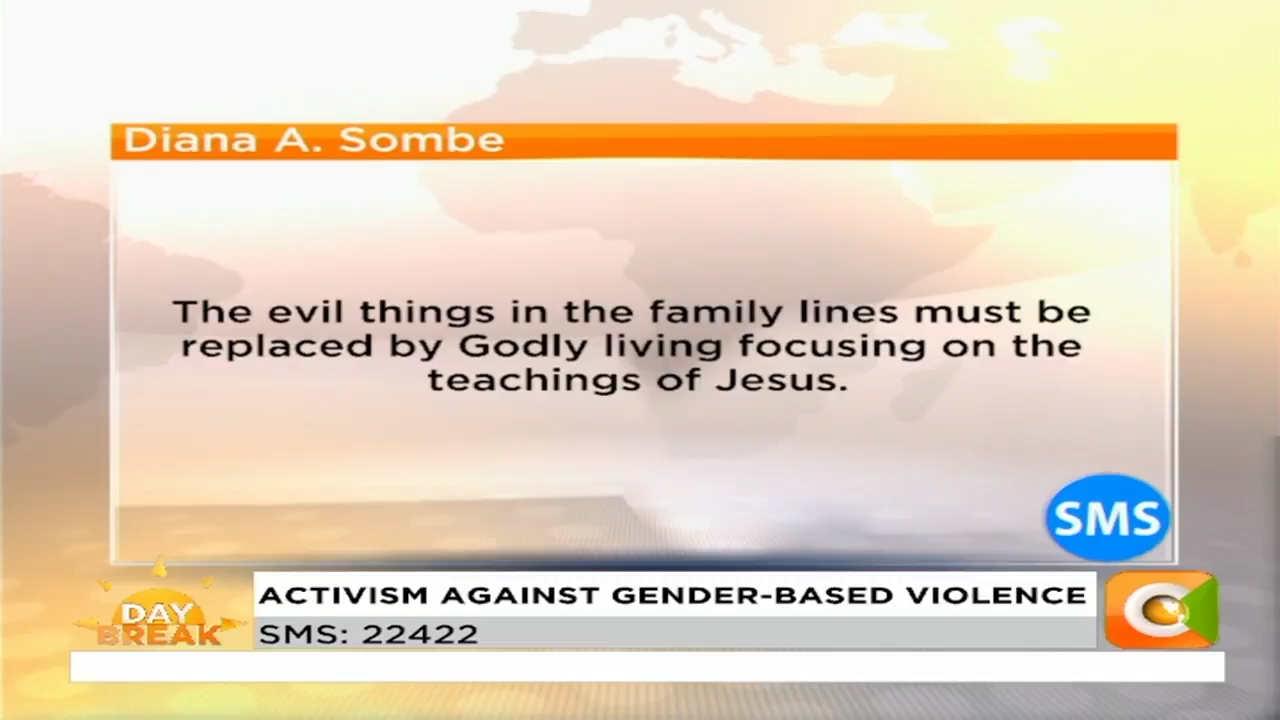 Diana A. Sombe
The evil things in the family lines must be
replaced by Godly living focusing on the
teachings of Jesus.
SMS
DAY
BREAK
ACTIVISM AGAINST GENDER-BASED VIOLENCE
SMS: 22422